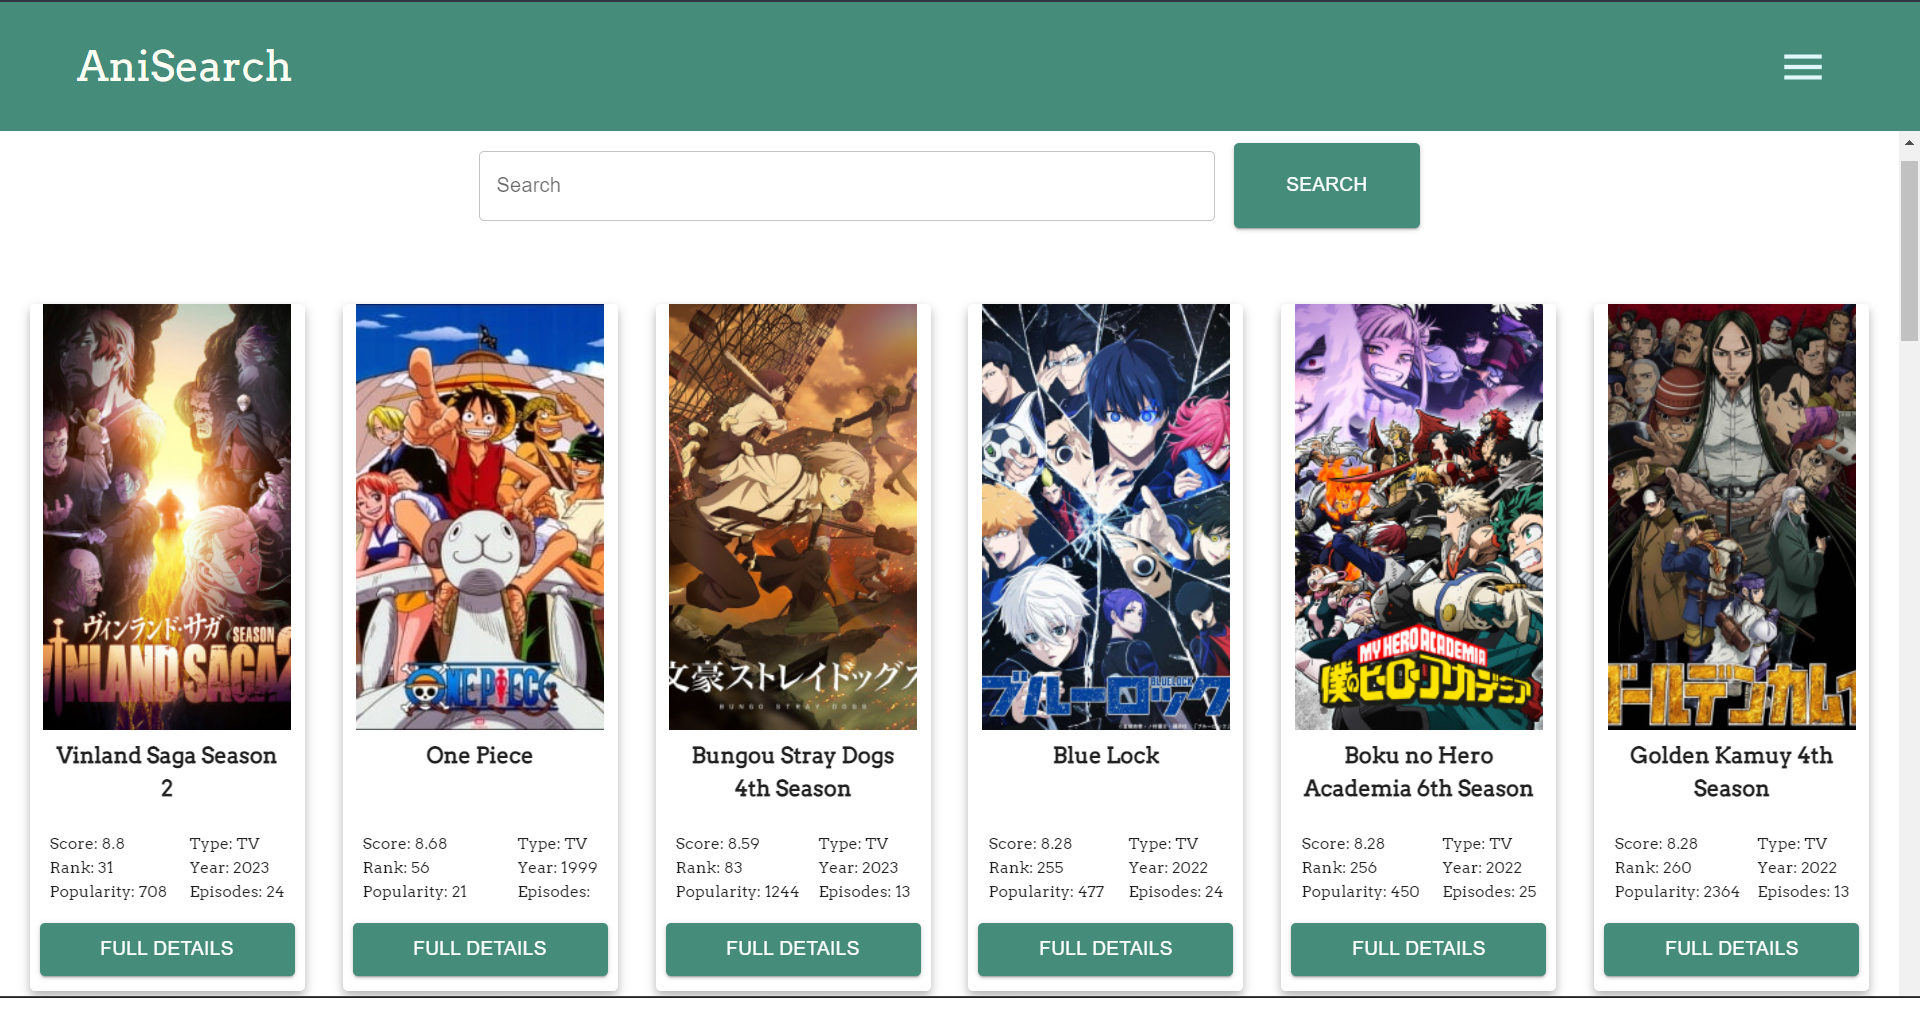 AniSearch
Search
SEARCH
ヴィンランド・サガ
SEASON
VINLAND SAGA2
ONE PIECE
文豪ストレイドッグス
BUNGO STRAY DOGS
BLUELOCK
ブルーロック
MY HERO ACADEMIA
僕のヒーローアカデミア
ゴールデンカムイ
Vinland Saga Season
2
One Piece
Bungou Stray Dogs
4th Season
Blue Lock
Boku no Hero
Academia 6th Season
Golden Kamuy 4th
Season
Score: 8.8
Rank: 31
Popularity: 708
Type: TV
Year: 2023
Episodes: 24
Score: 8.68
Rank: 56
Popularity: 21
Type: TV
Year: 1999
Episodes:
Score: 8.59
Rank: 83
Popularity: 1244
Type: TV
Year: 2023
Episodes: 13
Score: 8.28
Rank: 255
Popularity: 477
Type: TV
Year: 2022
Episodes: 24
Score: 8.28
Rank: 256
Popularity: 450
Type: TV
Year: 2022
Episodes: 25
Score: 8.28
Rank: 260
Popularity: 2364
Type: TV
Year: 2022
Episodes: 13
FULL DETAILS
FULL DETAILS
FULL DETAILS
FULL DETAILS
FULL DETAILS
FULL DETAILS